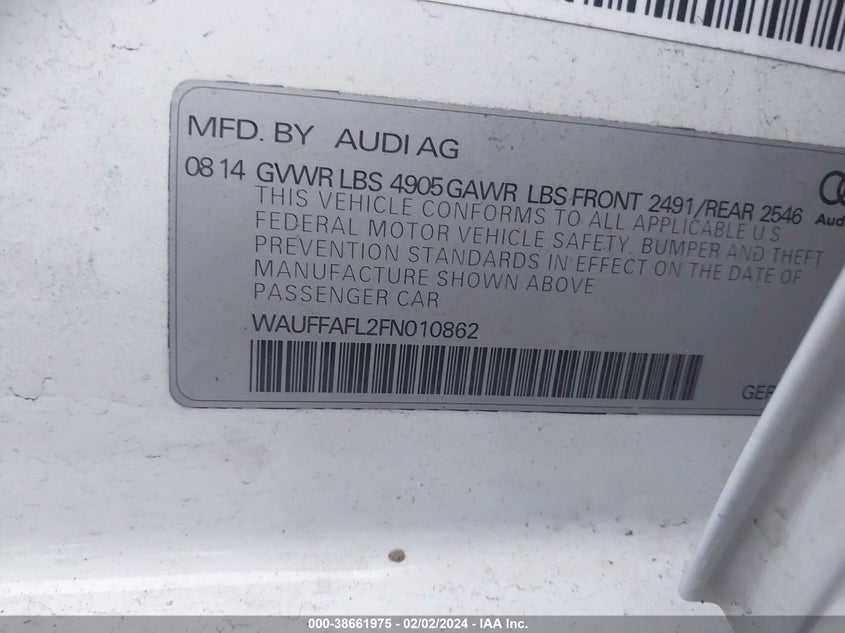 MFD. BY AUDI AG
08 14 GVWR LBS 4905 GAWR LBS FRONT 2491/REAR 2546
THIS VEHICLE CONFORMS TO ALL APPLICABLE U S
FEDERAL MOTOR VEHICLE SAFETY, BUMPER AND THEFT
PREVENTION STANDARDS IN EFFECT ON THE DATE OF
MANUFACTURE SHOWN ABOVE
PASSENGER CAR
WAUFFAFL2FN010862
Audi
000-38661975 - 02/02/2024 - IAA Inc.